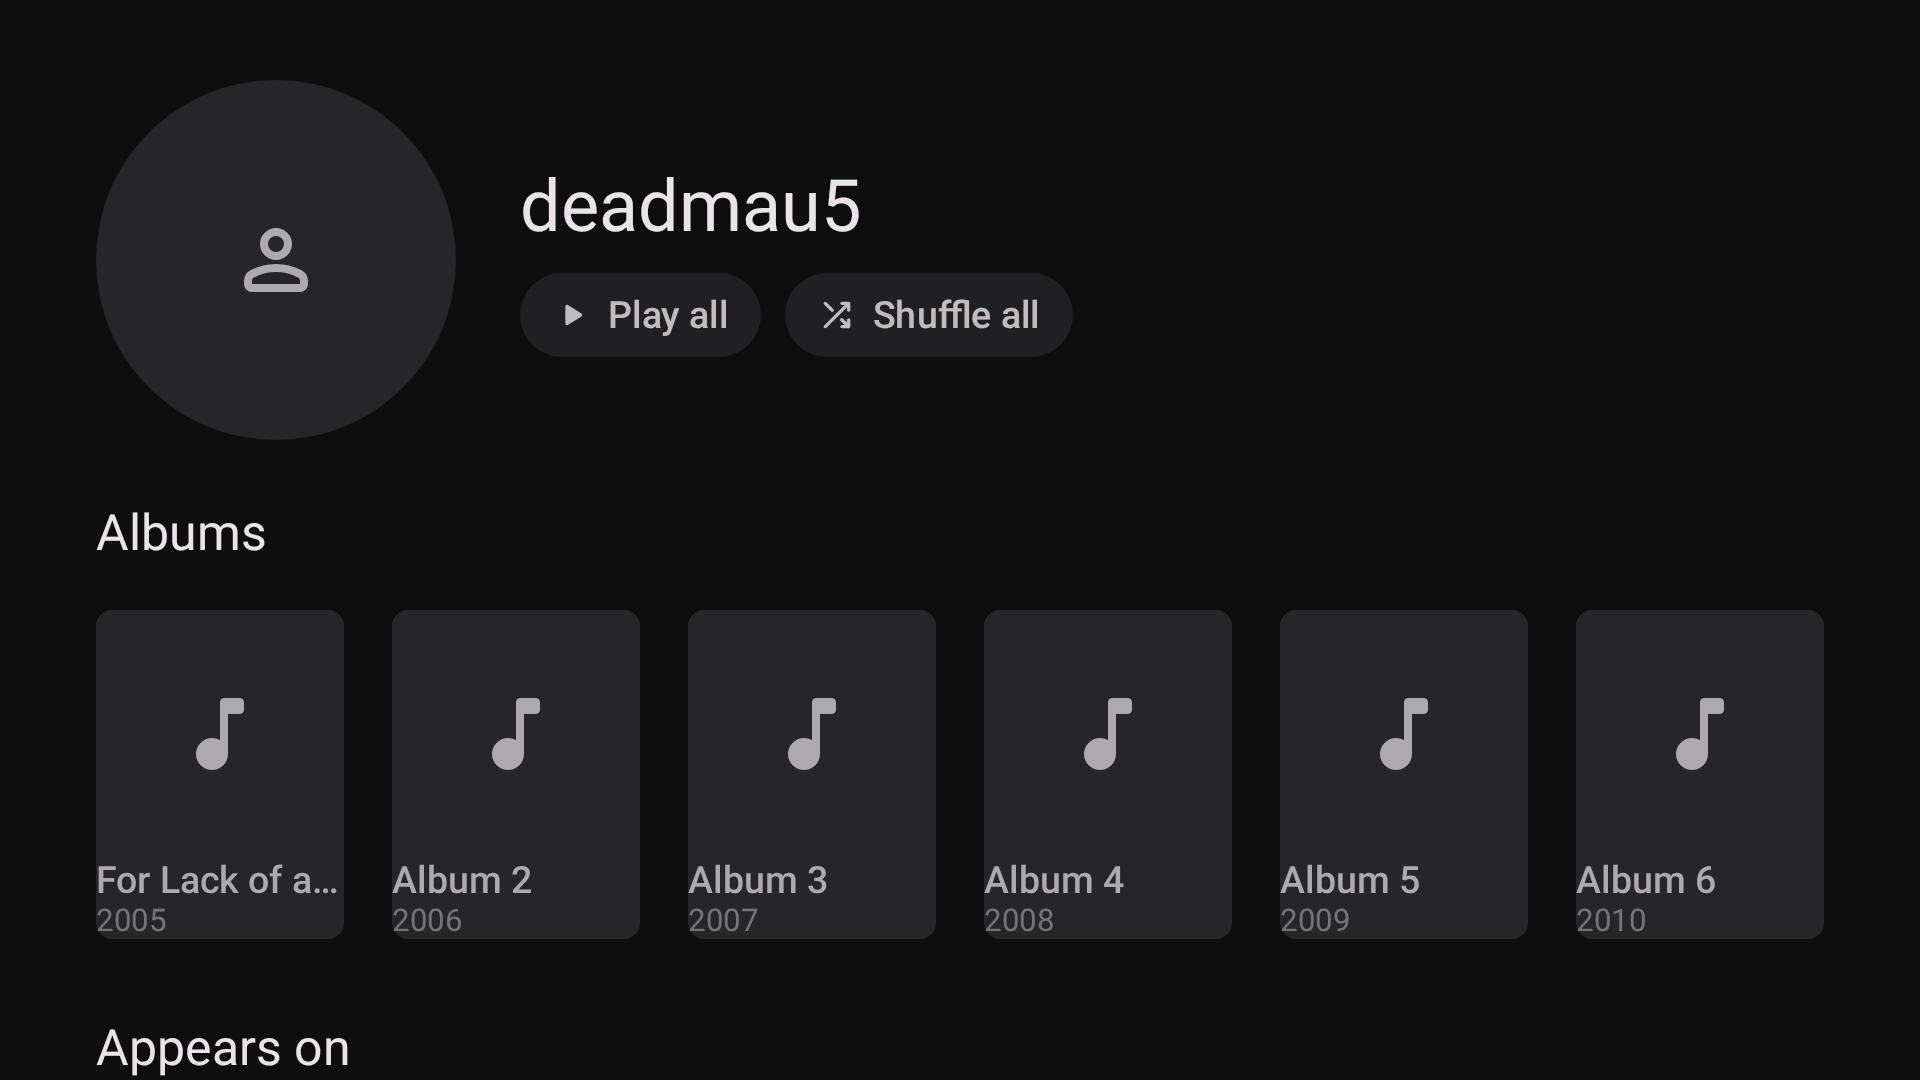 deadmau5
Play all
Shuffle all
Albums
For Lack of a...
2005
Album 2
2006
Album 3
2007
Album 4
2008
Album 5
2009
Album 6
2010
Appears on